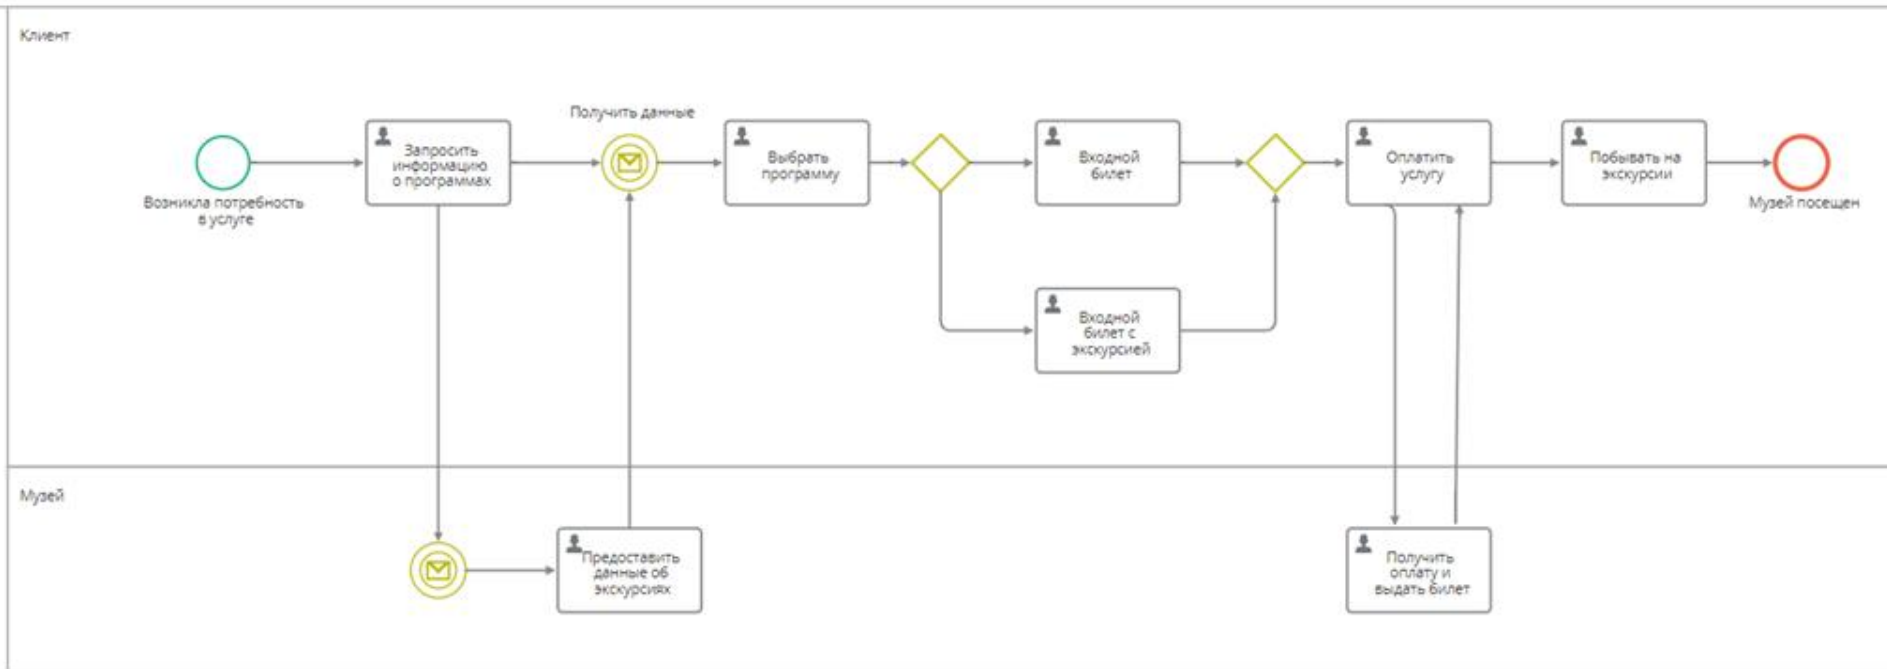 Клиент
Получить данные
Возникла потребность
в услуге
Запросить
информацию
о программах
Выбрать
программу
Входной
билет
Входной
билет с
экскурсией
Оплатить
услугу
Побывать на
экскурсии
Музей посещен
Музей
Предоставить
данные об
экскурсиях
Получить
оплату и
выдать билет